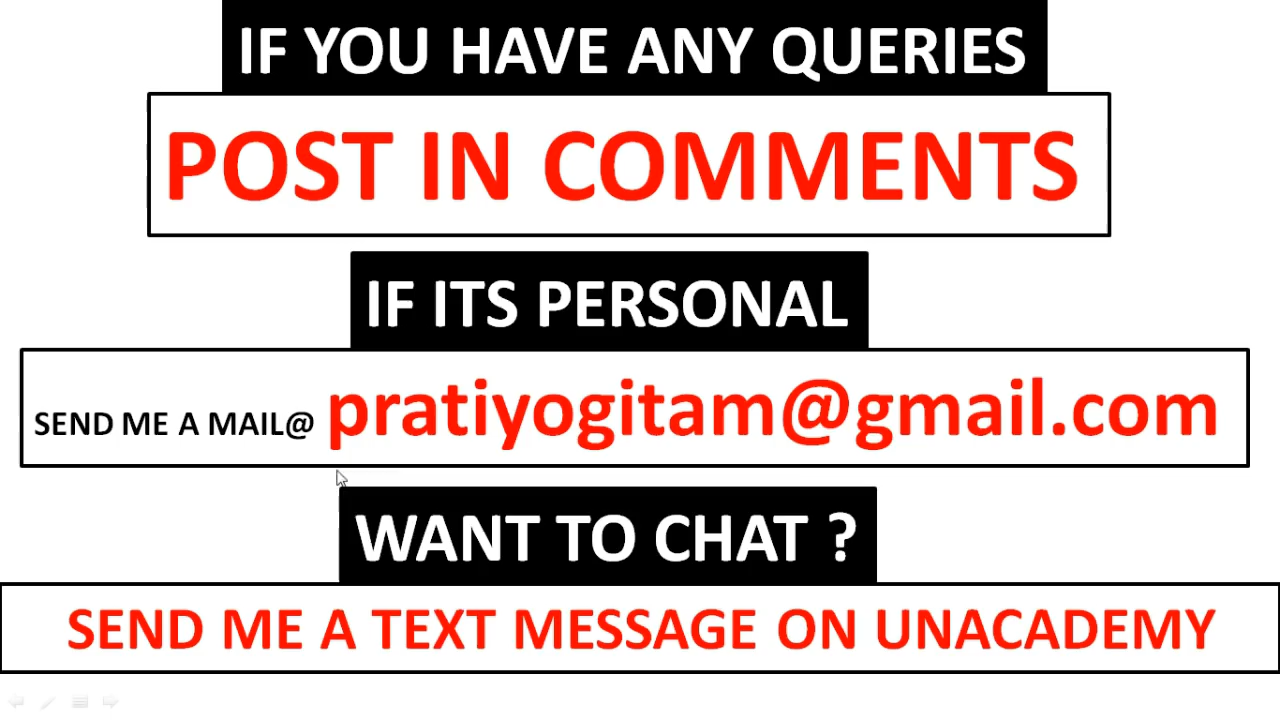 IF YOU HAVE ANY QUERIES
POST IN COMMENTS
IF ITS PERSONAL
SEND ME A MAIL@ pratiyogitam@gmail.com
WANT TO CHAT ?
SEND ME A TEXT MESSAGE ON UNACADEMY